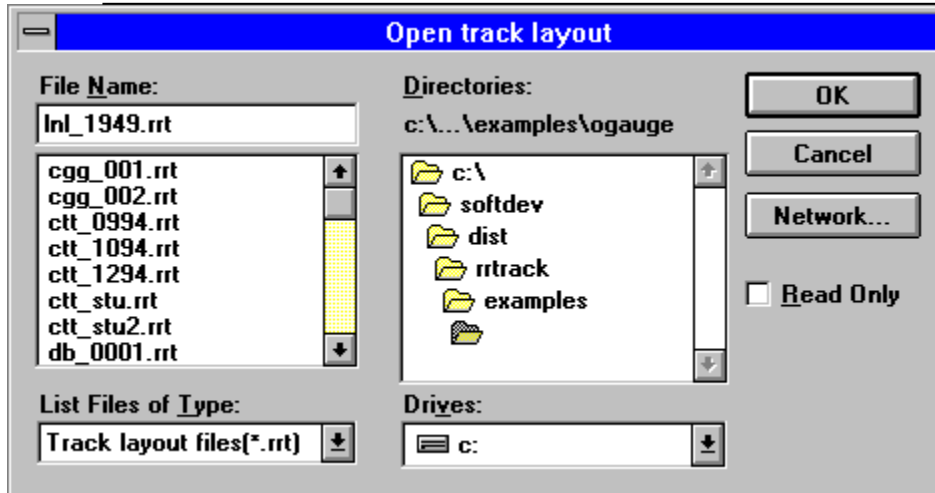 Open track layout
File Name:
lnl_1949.rrt
cgg_001.rrt
cgg_002.rrt
ctt_0994.rrt
ctt_1094.rrt
ctt_1294.rrt
ctt_stu.rrt
ctt_stu2.rrt
db_0001.rrt
List Files of Type:
Track layout files(*.rrt)
Directories:
c:\...\examples\ogauge
c:\
softdev
dist
rrtrack
examples
Drives:
c:
OK
Cancel
Network...
Read Only